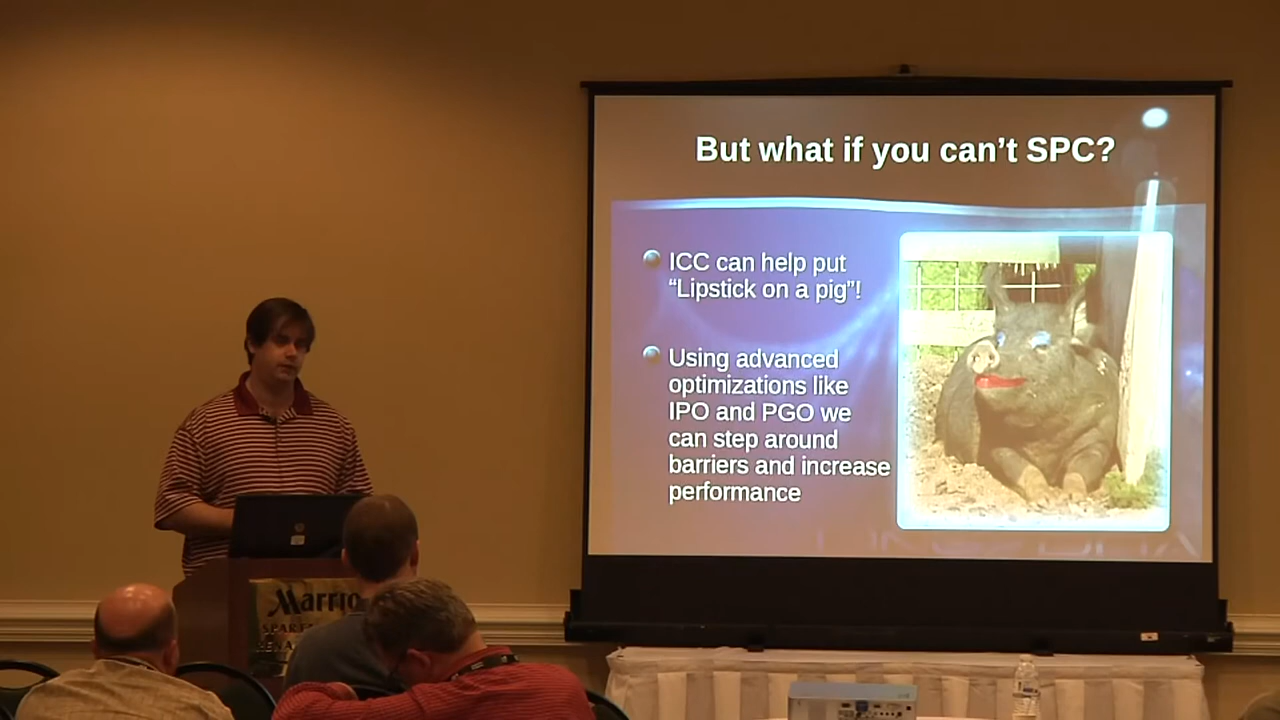 But what if you can't SPC?
ICC can help put
"Lipstick on a pig"!
Using advanced
optimizations like
IPO and PGO we
can step around
barriers and increase
performance